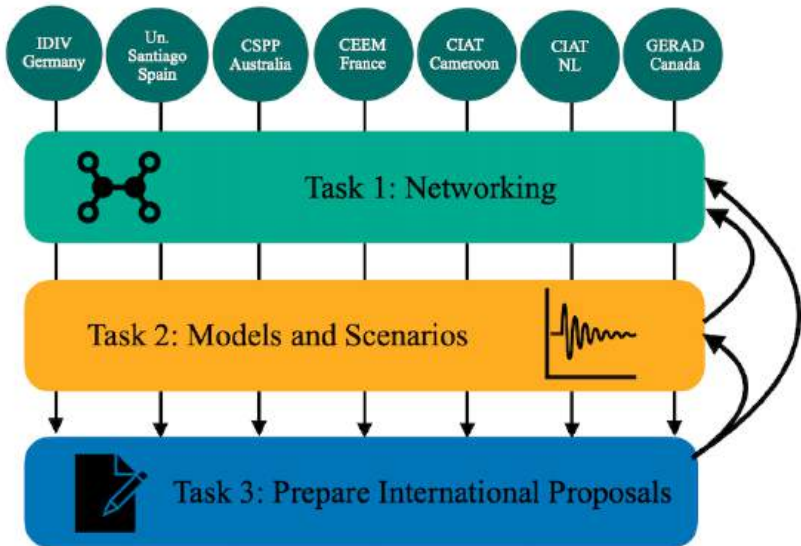 IDIV
Germany
Un.
Santiago
Spain
CSPP
Australia
CEEM
France
CIAT
Cameroon
CIAT
NL
GERAD
Canada
Task 1: Networking
Task 2: Models and Scenarios
Task 3: Prepare International Proposals